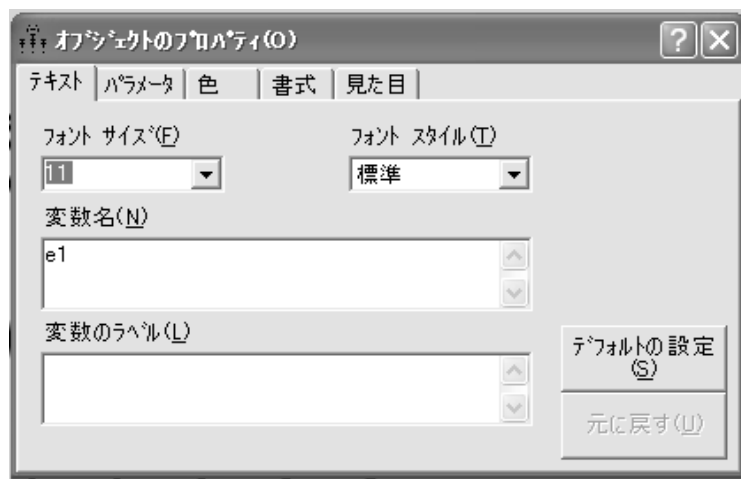 オブジェクトのプロパティ(O)
テキスト パラメータ 色 書式 見た目
フォント サイズ(F) フォント スタイル(T)
11 標準
変数名(N)
e1
変数のラベル(L)
デフォルトの設定
(S)
元に戻す(U)